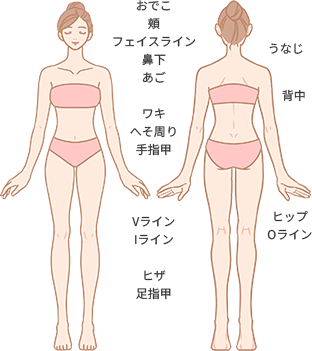 おでこ
頬
フェイスライン
鼻下
あご
ワキ
へそ周り
手指甲
Vライン
Iライン
ヒザ
足指甲
うなじ
背中
ヒップ
Oライン